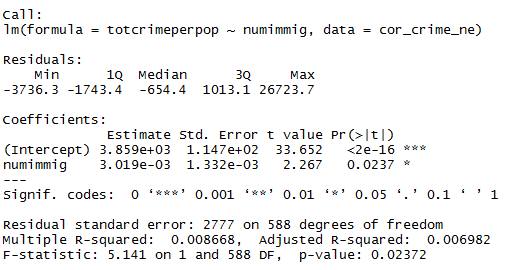 Call:
lm(formula = totcrimeperpop ~ numimmig, data = cor_crime_ne)
Residuals:
Min 1Q Median 3Q Max
-3736.3 -1743.4 -654.4 1013.1 26723.7
Coefficients:
Estimate Std. Error t value Pr(>|t|)
(Intercept) 3.859e+03 1.147e+02 33.652 <2e-16 ***
numimmig 3.019e-03 1.332e-03 2.267 0.0237 *
---
Signif. codes: 0 ‘***’ 0.001 ‘**’ 0.01 ‘*’ 0.05 ‘.’ 0.1 ‘ ’ 1
Residual standard error: 2777 on 588 degrees of freedom
Multiple R-squared: 0.008668, Adjusted R-squared: 0.006982
F-statistic: 5.141 on 1 and 588 DF, p-value: 0.02372